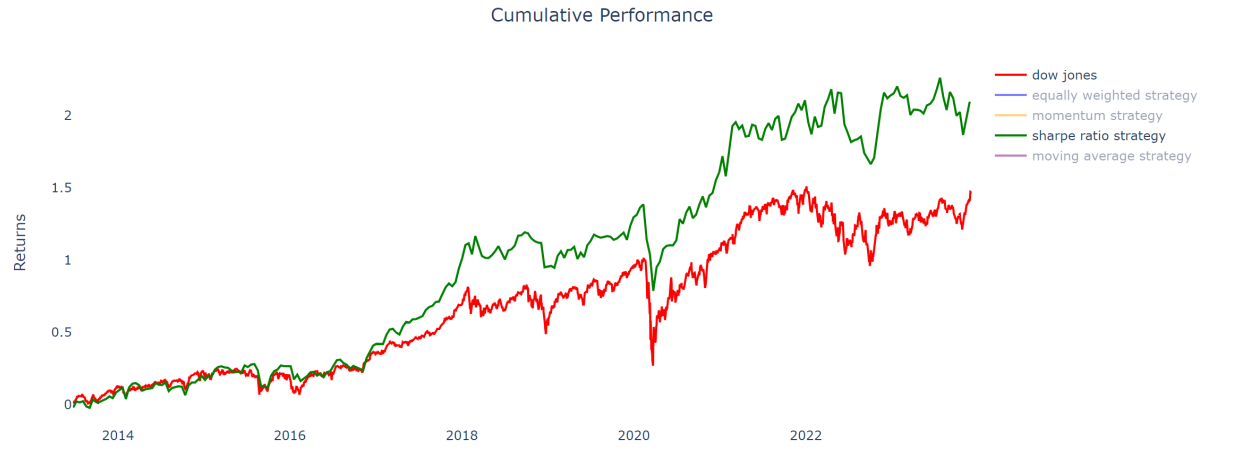 Cumulative Performance
dow jones
equally weighted strategy
momentum strategy
sharpe ratio strategy
moving average strategy
Returns
2
1.5
1
0.5
0
2014
2016
2018
2020
2022